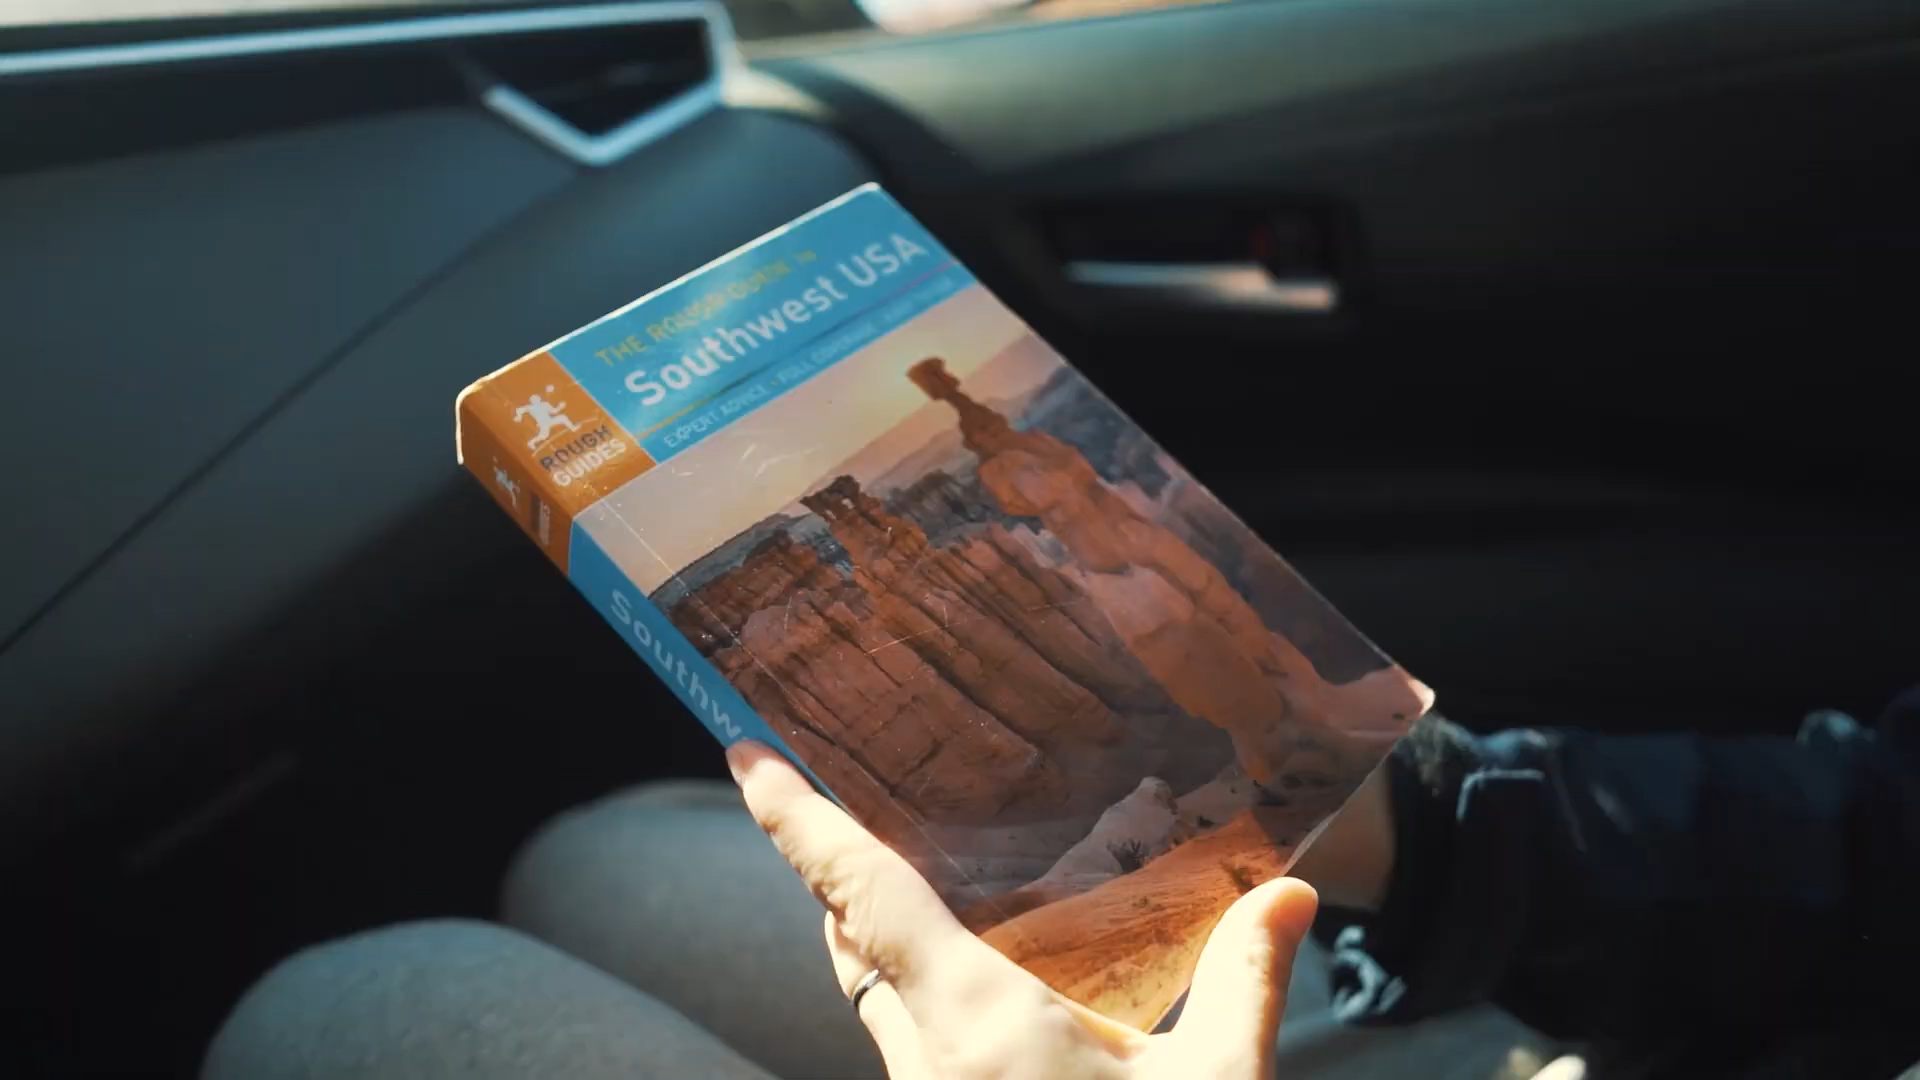 THE ROUGH GUIDE to
Southwest USA
EXPERT ADVICE • FULL COVERAGE •
ROUGH
GUIDES
Southw